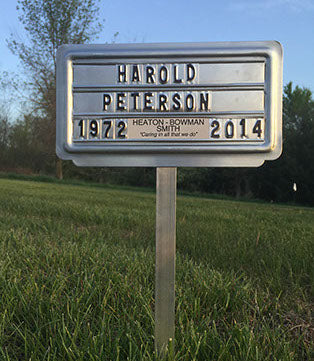 HAROLD
PETERSON
1972 HEATON - BOWMAN 2014
SMITH
"Caring in all that we do"